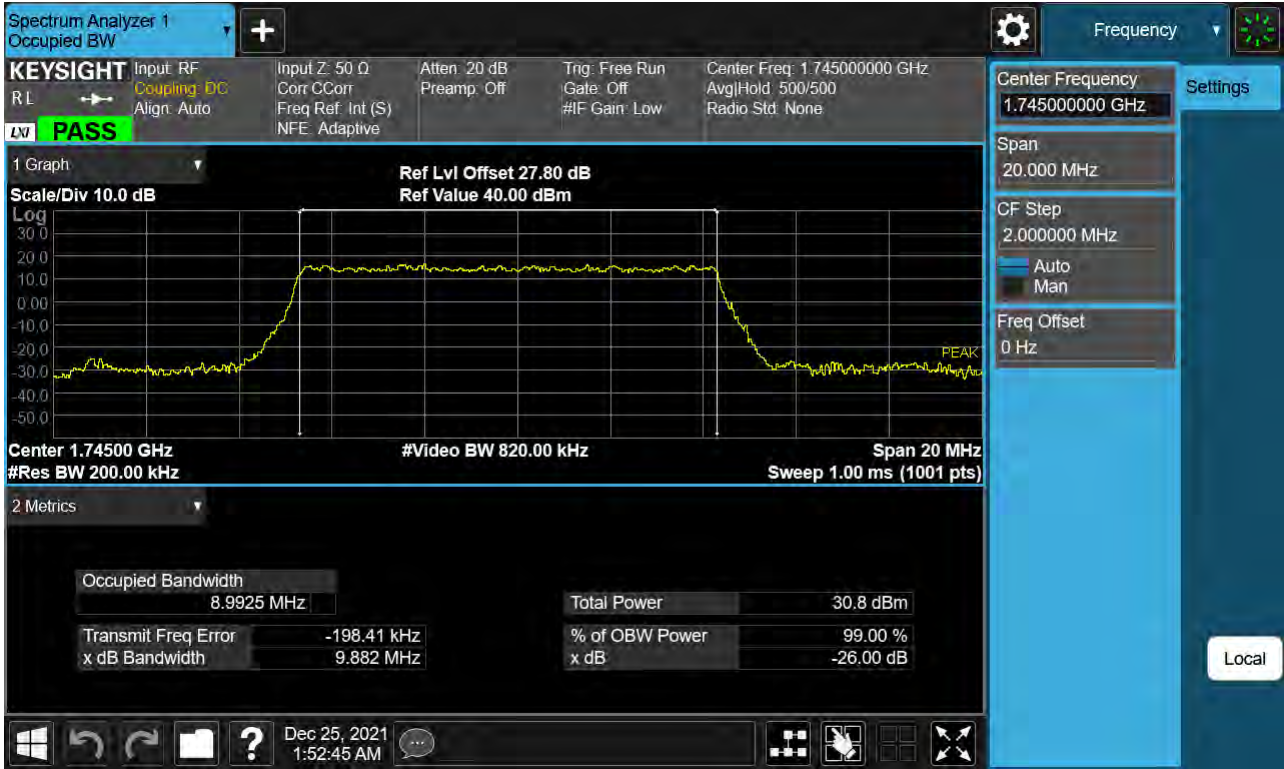 Spectrum Analyzer 1
Occupied BW
Frequency
KEYSIGHT
RL
LXI
PASS
Input: RF
Coupling: DC
Align: Auto
Input Z: 50 Ω
Corr CCorr
Freq Ref: Int (S)
NFE: Adaptive
Atten: 20 dB
Preamp: Off
Trig: Free Run
Gate: Off
#IF Gain: Low
Center Freq: 1.745000000 GHz
Avg|Hold: 500/500
Radio Std: None
Center Frequency
1.745000000 GHz
Settings
Span
20.000 MHz
CF Step
2.000000 MHz
Auto
Man
Freq Offset
0 Hz
Local
1 Graph
Scale/Div 10.0 dB
Ref Lvl Offset 27.80 dB
Ref Value 40.00 dBm
Log
30.0
20.0
10.0
0.00
-10.0
-20.0
-30.0
-40.0
-50.0
PEAK
Center 1.74500 GHz
#Video BW 820.00 kHz
Span 20 MHz
#Res BW 200.00 kHz
Sweep 1.00 ms (1001 pts)
2 Metrics
Occupied Bandwidth
8.9925 MHz
Total Power 30.8 dBm
Transmit Freq Error -198.41 kHz
% of OBW Power 99.00 %
x dB Bandwidth 9.882 MHz
x dB -26.00 dB
?
Dec 25, 2021
1:52:45 AM